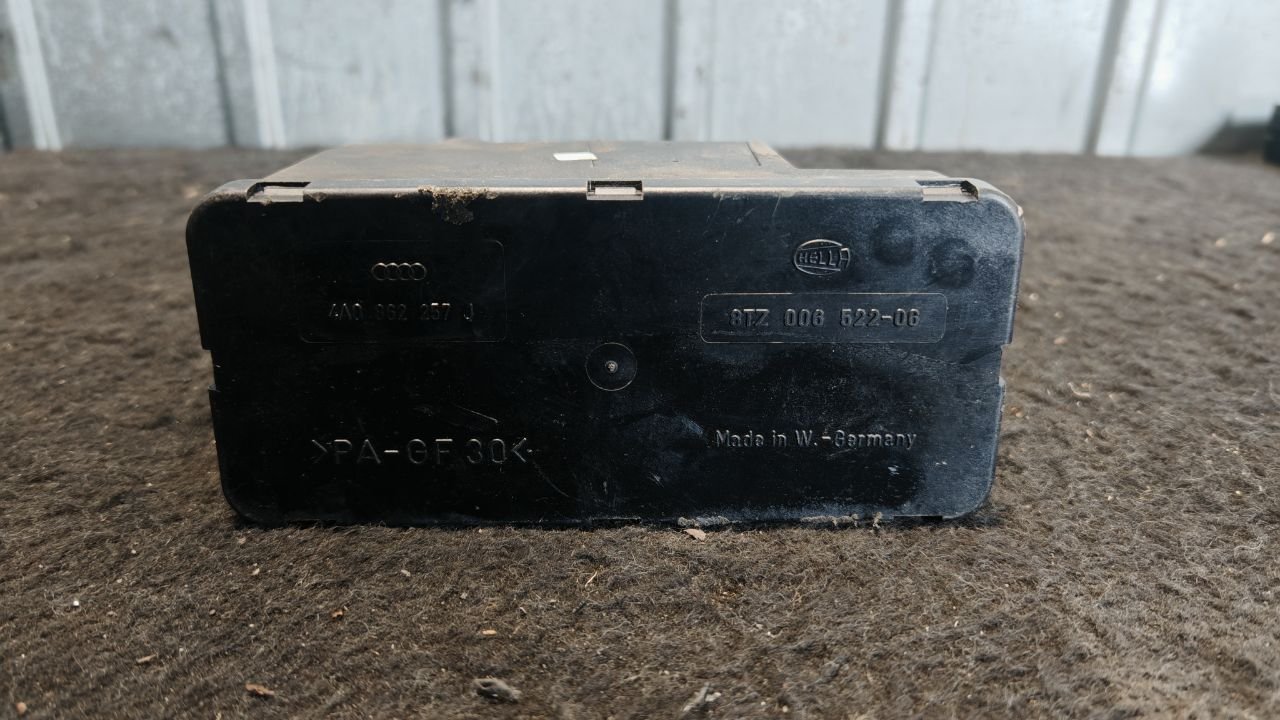 HELLA
4A0 862 257 J
8TZ 006 522-06
>PA-GF 30<
Made in W.-Germany